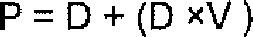 P = D + (D ×V )